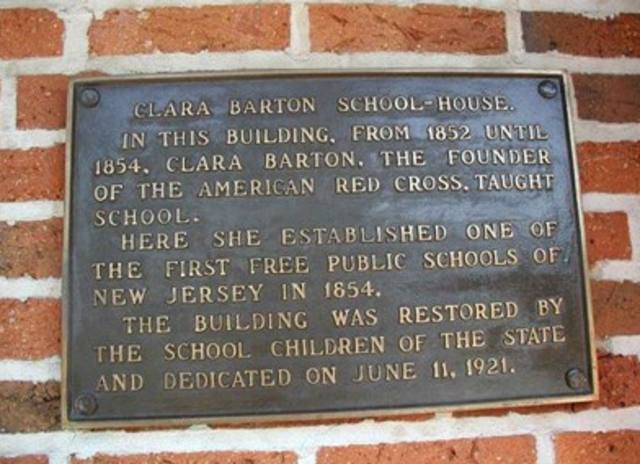 CLARA BARTON SCHOOL-HOUSE.
IN THIS BUILDING, FROM 1852 UNTIL
1854, CLARA BARTON, THE FOUNDER
OF THE AMERICAN RED CROSS, TAUGHT
SCHOOL.
HERE SHE ESTABLISHED ONE OF
THE FIRST FREE PUBLIC SCHOOLS OF
NEW JERSEY IN 1854.
THE BUILDING WAS RESTORED BY
THE SCHOOL CHILDREN OF THE STATE
AND DEDICATED ON JUNE 11, 1921.